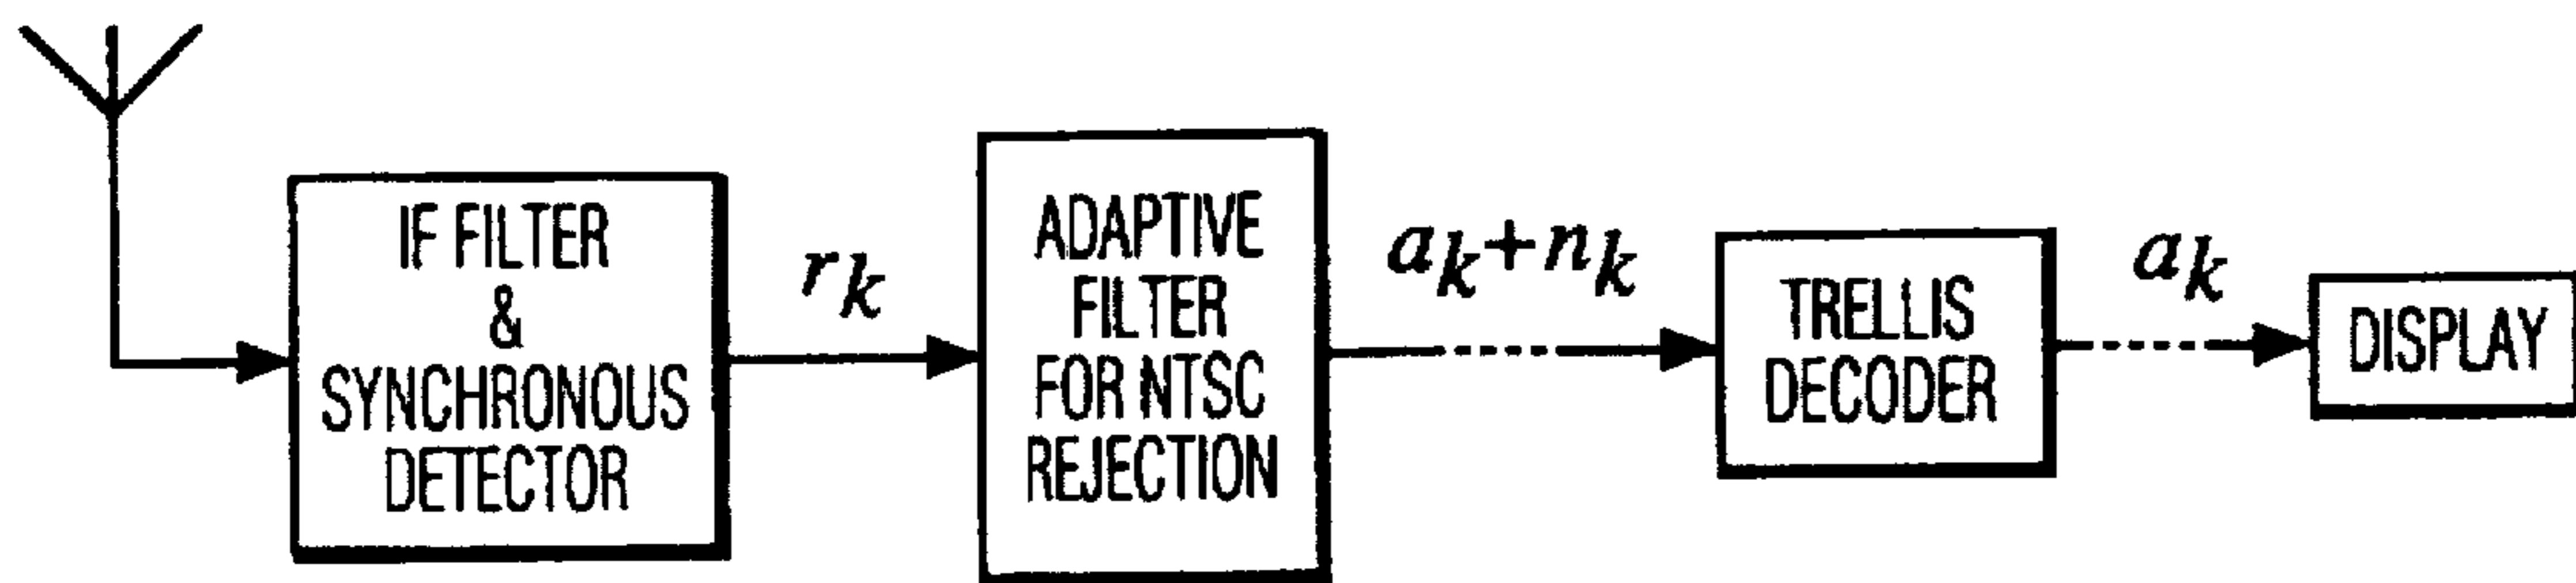 IF FILTER
&
SYNCHRONOUS
DETECTOR
r_k
ADAPTIVE
FILTER
FOR NTSC
REJECTION
a_k+n_k
TRELLIS
DECODER
a_k
DISPLAY